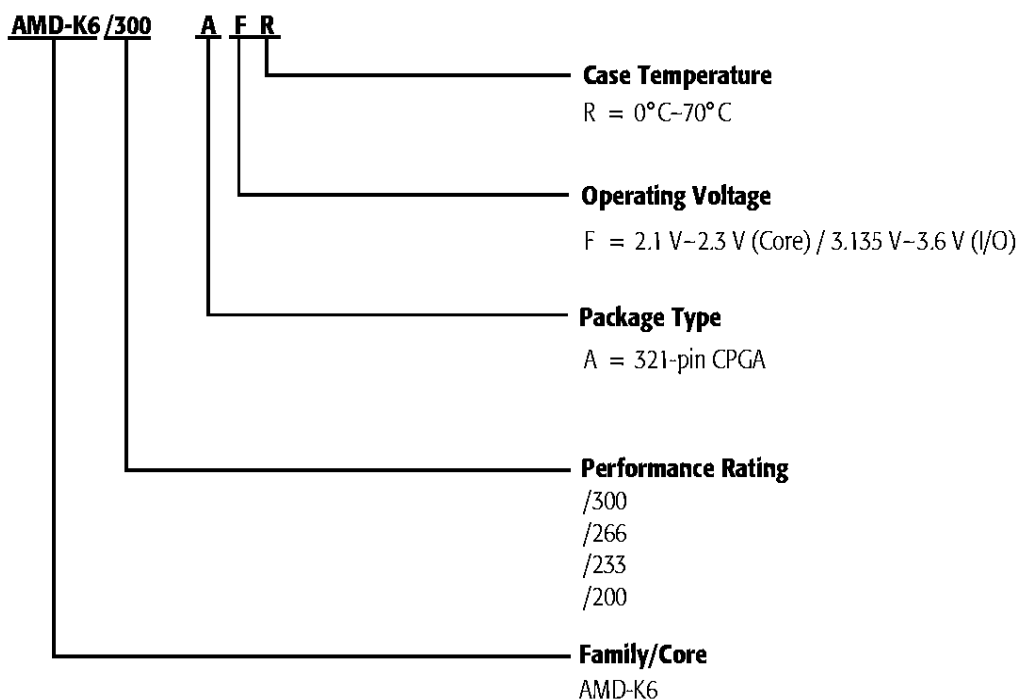 AMD-K6 /300 A F R
Case Temperature
R = 0°C–70°C
Operating Voltage
F = 2.1 V–2.3 V (Core) / 3.135 V–3.6 V (I/O)
Package Type
A = 321-pin CPGA
Performance Rating
/300
/266
/233
/200
Family/Core
AMD-K6